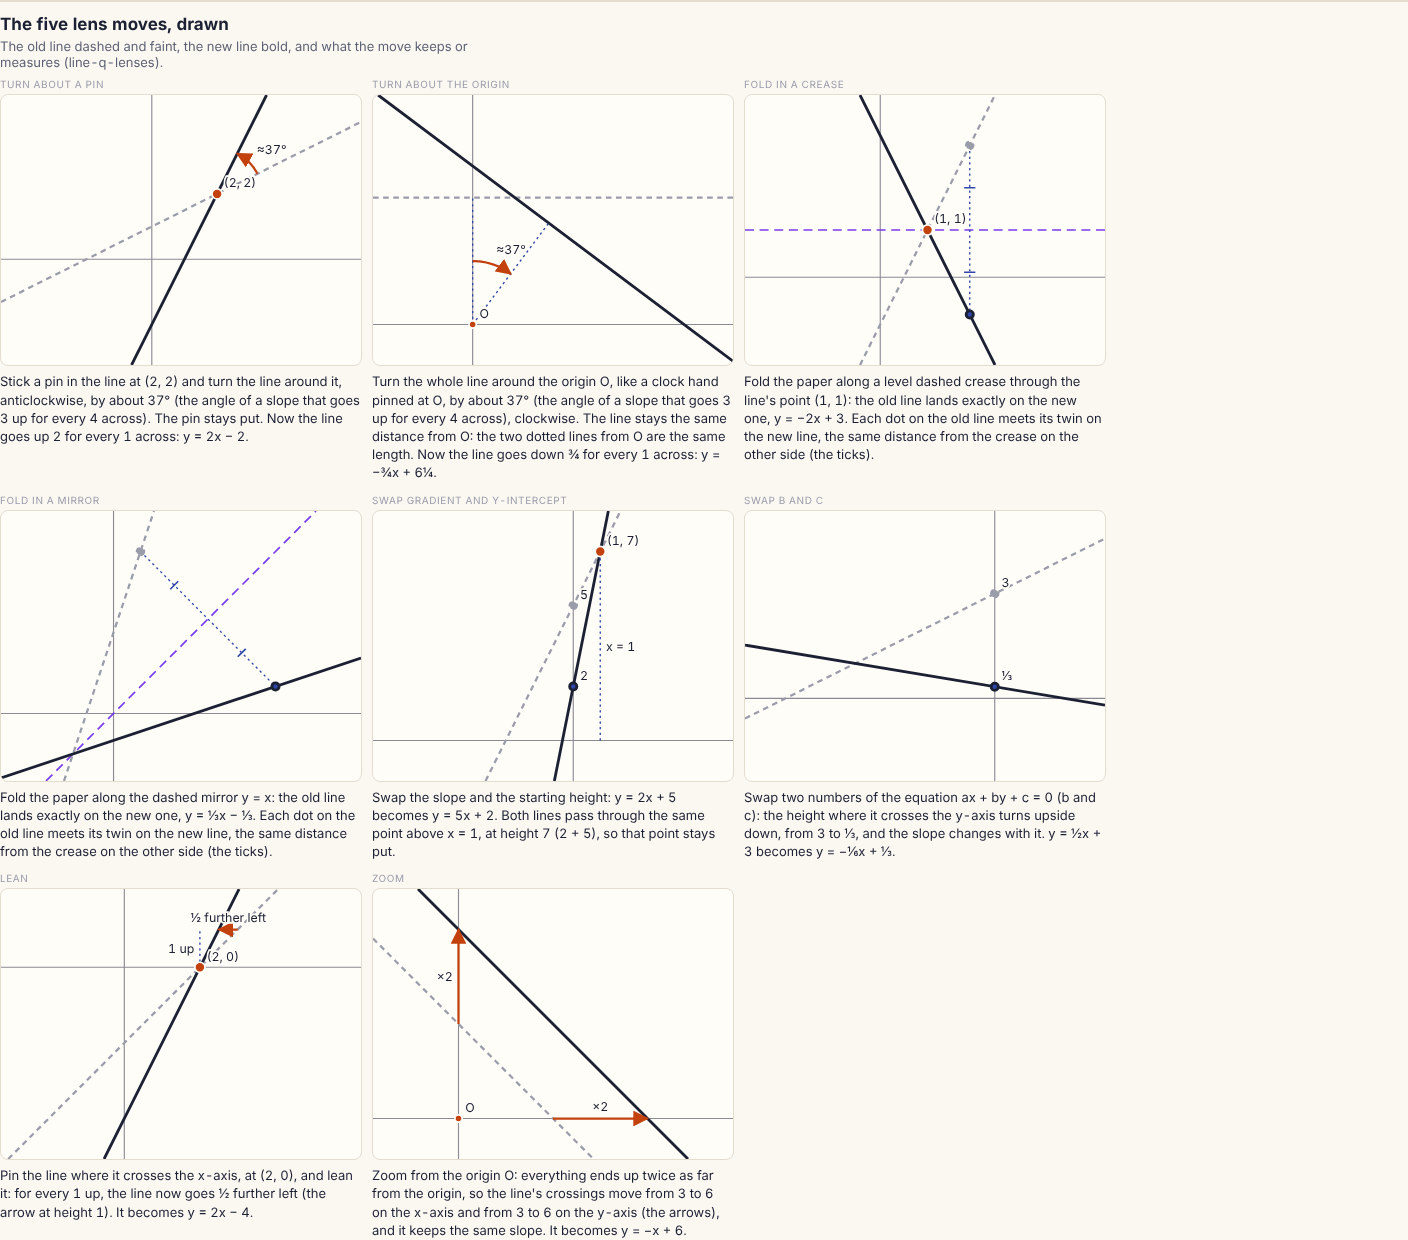 The five lens moves, drawn
The old line dashed and faint, the new line bold, and what the move keeps or
measures (line-q-lenses).
TURN ABOUT A PIN
≈37°
(2, 2)
Stick a pin in the line at (2, 2) and turn the line around it,
anticlockwise, by about 37° (the angle of a slope that goes
3 up for every 4 across). The pin stays put. Now the line
goes up 2 for every 1 across: y = 2x − 2.
TURN ABOUT THE ORIGIN
≈37°
O
Turn the whole line around the origin O, like a clock hand
pinned at O, by about 37° (the angle of a slope that goes 3
up for every 4 across), clockwise. The line stays the same
distance from O: the two dotted lines from O are the same
length. Now the line goes down ¾ for every 1 across: y =
−¾x + 6¼.
FOLD IN A CREASE
(1, 1)
Fold the paper along a level dashed crease through the
line's point (1, 1): the old line lands exactly on the new
one, y = −2x + 3. Each dot on the old line meets its twin on
the new line, the same distance from the crease on the
other side (the ticks).
FOLD IN A MIRROR
Fold the paper along the dashed mirror y = x: the old line
lands exactly on the new one, y = ⅓x − ⅓. Each dot on the
old line meets its twin on the new line, the same distance
from the crease on the other side (the ticks).
SWAP GRADIENT AND Y-INTERCEPT
(1, 7)
5
x = 1
2
Swap the slope and the starting height: y = 2x + 5
becomes y = 5x + 2. Both lines pass through the same
point above x = 1, at height 7 (2 + 5), so that point stays
put.
SWAP B AND C
3
⅓
Swap two numbers of the equation ax + by + c = 0 (b and
c): the height where it crosses the y-axis turns upside
down, from 3 to ⅓, and the slope changes with it. y = ½x +
3 becomes y = −⅙x + ⅓.
LEAN
½ further left
1 up
(2, 0)
Pin the line where it crosses the x-axis, at (2, 0), and lean
it: for every 1 up, the line now goes ½ further left (the
arrow at height 1). It becomes y = 2x − 4.
ZOOM
×2
O
×2
Zoom from the origin O: everything ends up twice as far
from the origin, so the line's crossings move from 3 to 6
on the x-axis and from 3 to 6 on the y-axis (the arrows),
and it keeps the same slope. It becomes y = −x + 6.